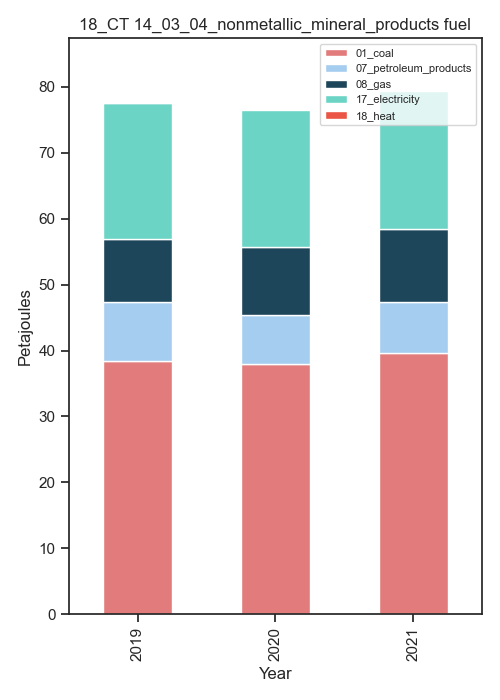 18_CT 14_03_04_nonmetallic_mineral_products fuel
01_coal
07_petroleum_products
08_gas
17_electricity
18_heat
80
70
60
50
40
30
20
10
0
Petajoules
2019
2020
2021
Year